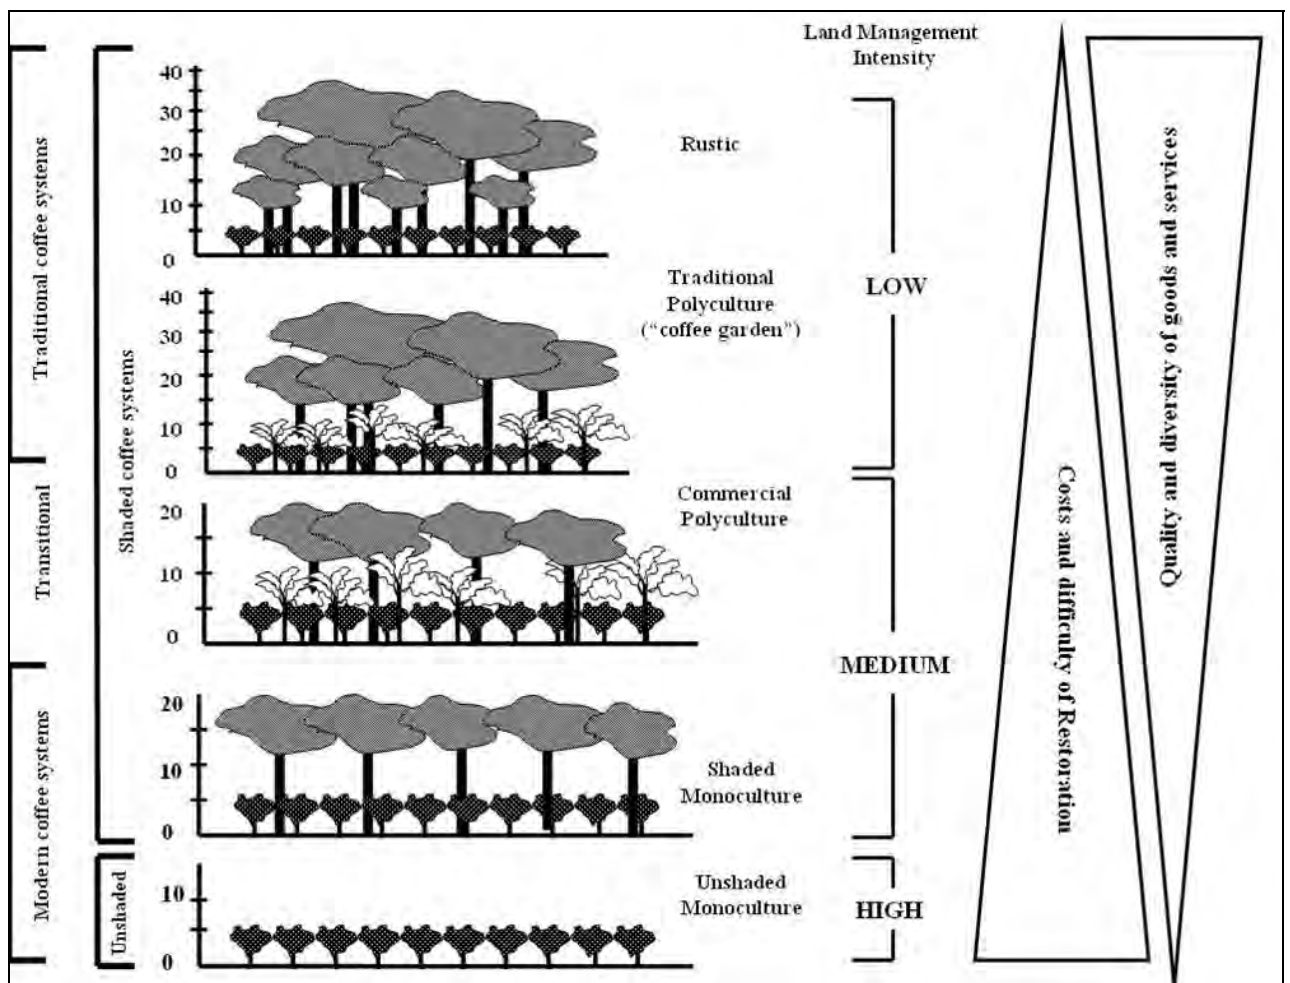 Land Management
Intensity
Traditional coffee systems
Transitional
Modern coffee systems
Shaded coffee systems
Unshaded
40
30
20
10
0
Rustic
40
30
20
10
0
Traditional
Polyculture
(“coffee garden”)
20
10
0
Commercial
Polyculture
20
10
0
Shaded
Monoculture
10
0
Unshaded
Monoculture
LOW
MEDIUM
HIGH
Costs and difficulty of Restoration
Quality and diversity of goods and services